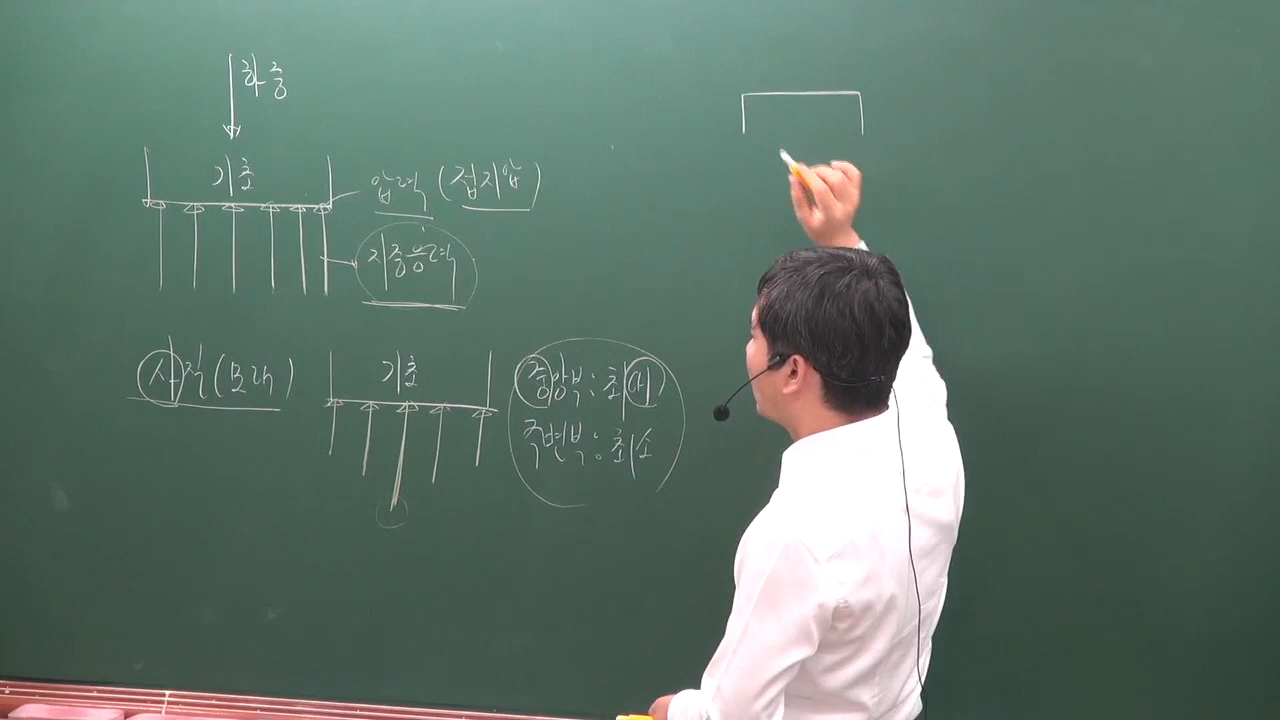 하중
기초
압력 (접지압)
지중응력
사질 (모래)
기초
중앙부 : 최대
주변부 : 최소